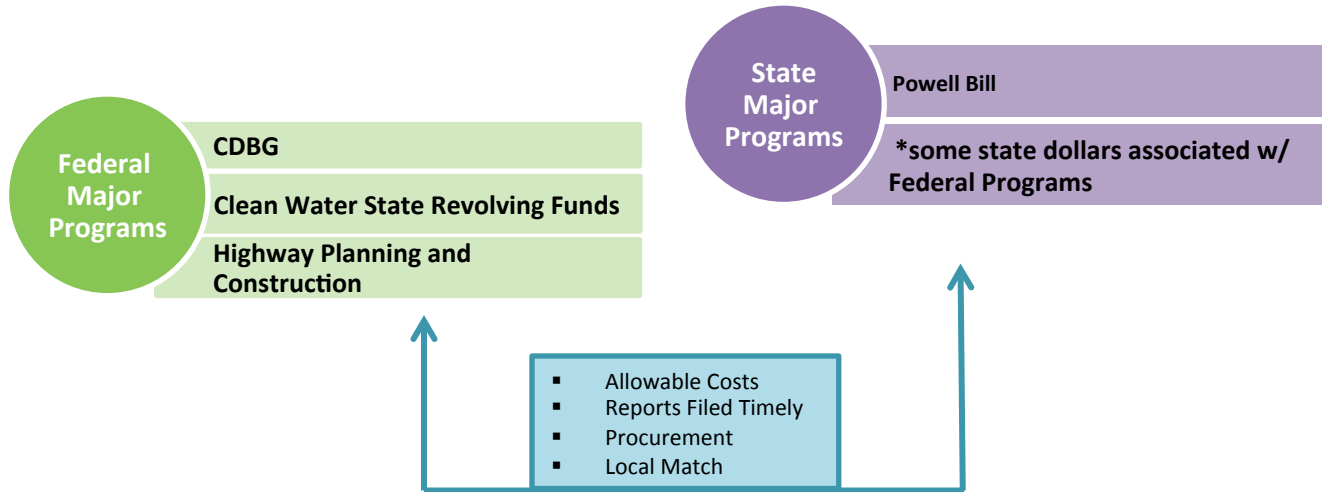 Federal
Major
Programs
CDBG
Clean Water State Revolving Funds
Highway Planning and
Construction
State
Major
Programs
Powell Bill
*some state dollars associated w/
Federal Programs
▪ Allowable Costs
▪ Reports Filed Timely
▪ Procurement
▪ Local Match